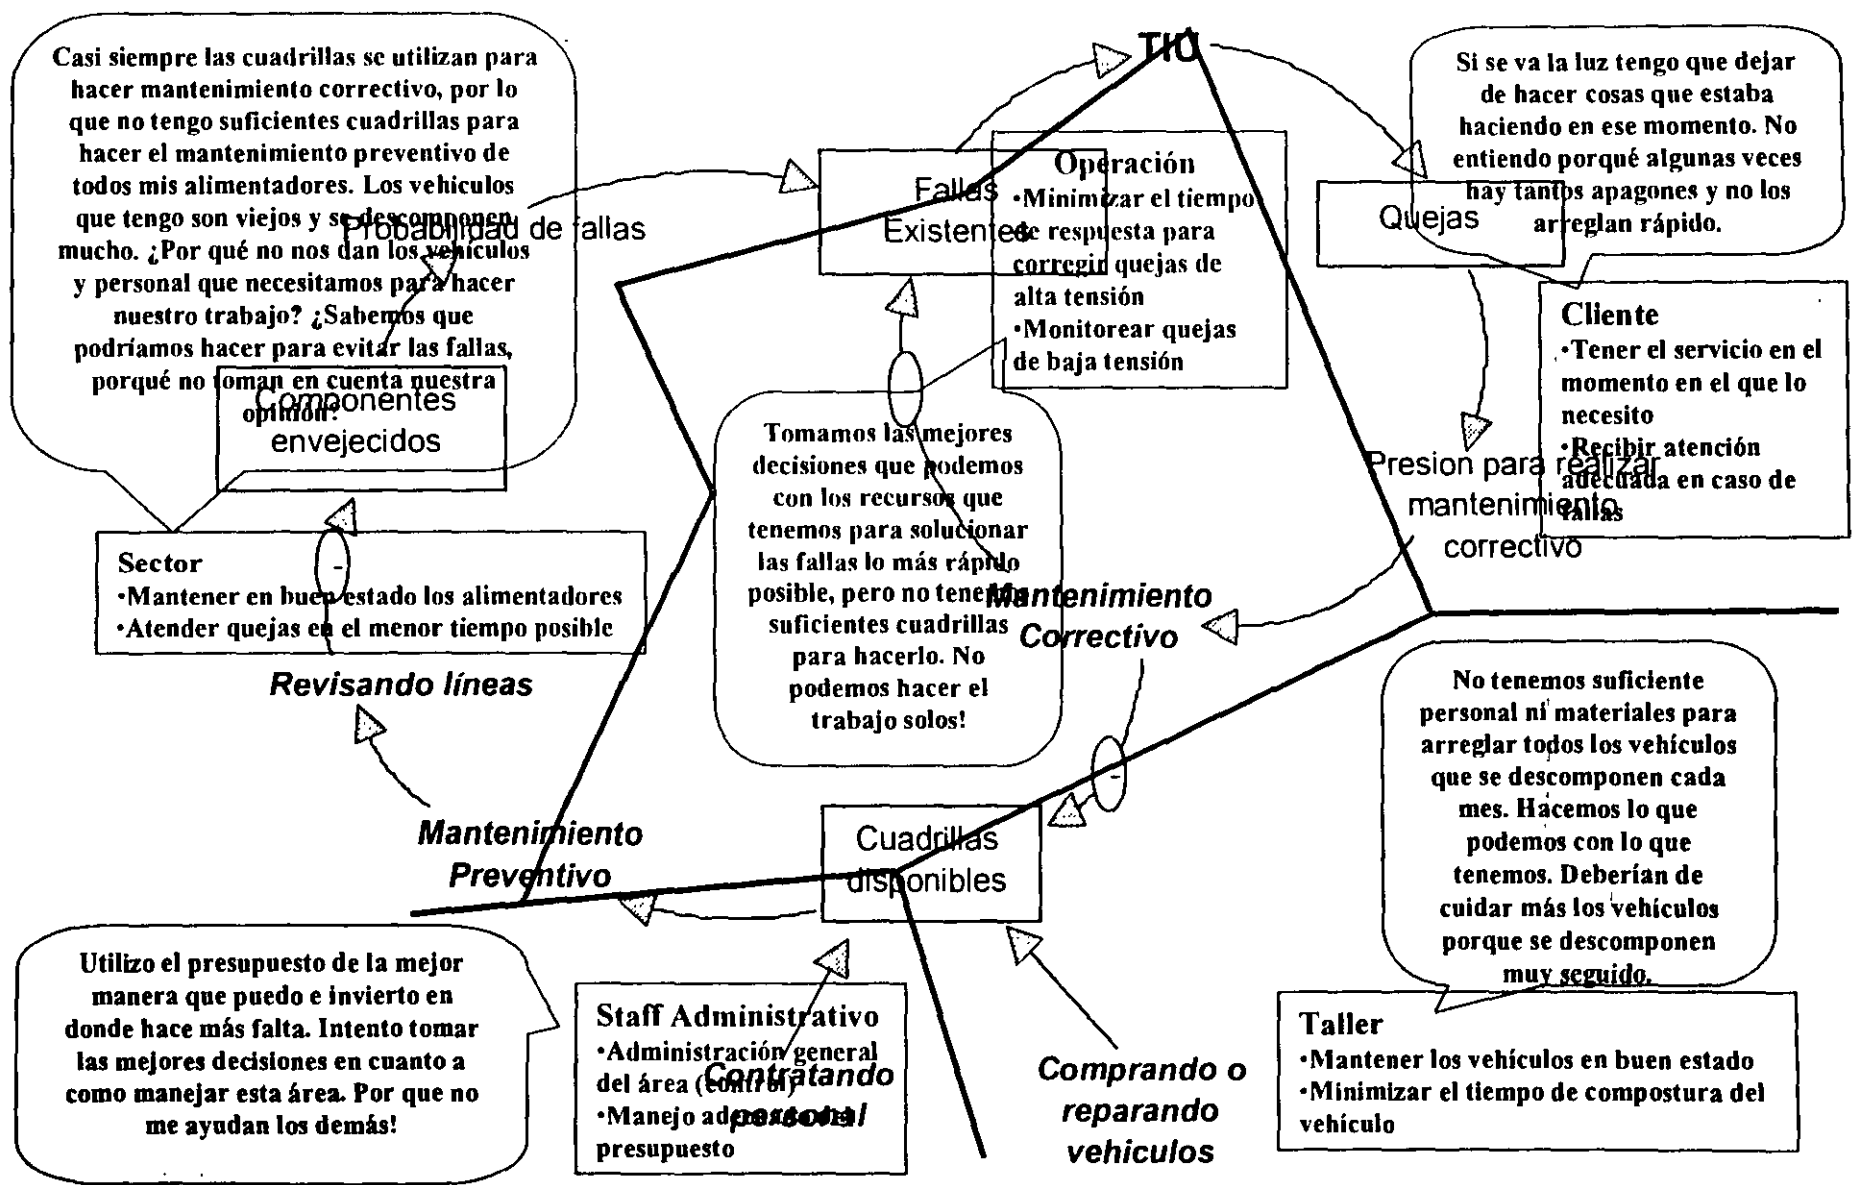 Casi siempre las cuadrillas se utilizan para
hacer mantenimiento correctivo, por lo
que no tengo suficientes cuadrillas para
hacer el mantenimiento preventivo de
todos mis alimentadores. Los vehiculos
que tengo son viejos y se descomponen
mucho. ¿Por qué no nos dan los vehículos
y personal que necesitamos para hacer
nuestro trabajo? ¿Sabemos que
podríamos hacer para evitar las fallas,
porqué no toman en cuenta nuestra
opinión?
Probabilidad de fallas
Componentes
envejecidos
Sector
•Mantener en buen estado los alimentadores
•Atender quejas en el menor tiempo posible
-
Revisando líneas
Mantenimiento
Preventivo
TIU
Fallas
Existentes
Operación
•Minimizar el tiempo
de respuesta para
corregir quejas de
alta tensión
•Monitorear quejas
de baja tensión
Tomamos las mejores
decisiones que podemos
con los recursos que
tenemos para solucionar
las fallas lo más rápido
posible, pero no
suficientes cuadrillas
para hacerlo. No
podemos hacer el
trabajo solos!
Mantenimiento
Correctivo
-
Cuadrillas
disponibles
Si se va la luz tengo que dejar
de hacer cosas que estaba
haciendo en ese momento. No
entiendo porqué algunas veces
hay tantos apagones y no los
arreglan rápido.
Quejas
Cliente
•Tener el servicio en el
momento en el que lo
necesito
•Recibir atención
adecuada en caso de
fallas
Presion para realizar
mantenimiento
correctivo
No tenemos suficiente
personal ni materiales para
arreglar todos los vehículos
que se descomponen cada
mes. Hacemos lo que
podemos con lo que
tenemos. Deberían de
cuidar más los vehículos
porque se descomponen
muy seguido.
Taller
•Mantener los vehículos en buen estado
•Minimizar el tiempo de compostura del
vehículo
Utilizo el presupuesto de la mejor
manera que puedo e invierto en
donde hace más falta. Intento tomar
las mejores decisiones en cuanto a
como manejar esta área. Por que no
me ayudan los demás!
Staff Administrativo
•Administración general
del área (control)
•Manejo
presupuesto
Contratando
personal
Comprando o
reparando
vehiculos